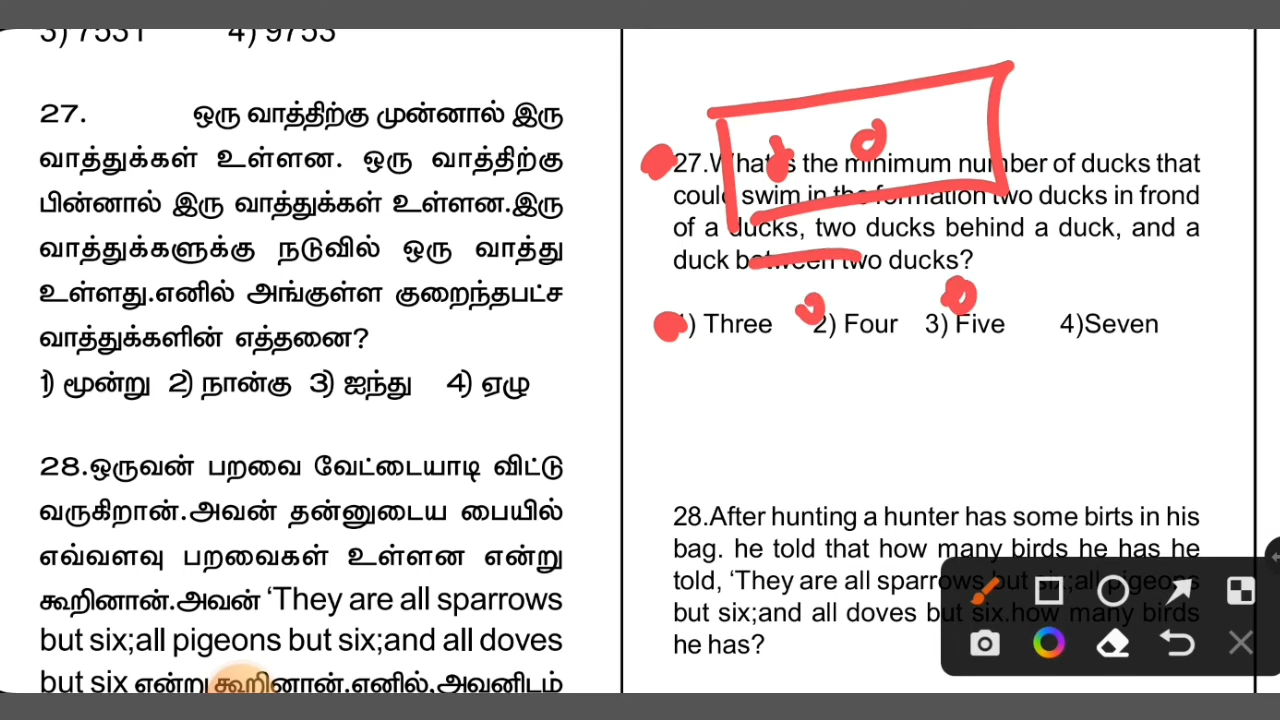 3) 7531 4) 9753
27. ஒரு வாத்திற்கு முன்னால் இரு
வாத்துக்கள் உள்ளன. ஒரு வாத்திற்கு
பின்னால் இரு வாத்துக்கள் உள்ளன.இரு
வாத்துகளுக்கு நடுவில் ஒரு வாத்து
உள்ளது.எனில் அங்குள்ள குறைந்தபட்ச
வாத்துக்களின் எத்தனை?
1) மூன்று 2) நான்கு 3) ஐந்து 4) ஏழு
28.ஒருவன் பறவை வேட்டையாடி விட்டு
வருகிறான்.அவன் தன்னுடைய பையில்
எவ்வளவு பறவைகள் உள்ளன என்று
கூறினான்.அவன் ‘They are all sparrows
but six;all pigeons but six;and all doves
but six என்று கூறினான்.எனில்,அவனிடம்
27.What is the minimum number of ducks that
could swim in the formation two ducks in frond
of a ducks, two ducks behind a duck, and a
duck between two ducks?
1) Three 2) Four 3) Five 4)Seven
28.After hunting a hunter has some birts in his
bag. he told that how many birds he has he
told, ‘They are all sparrows but six;all pigeons
but six;and all doves but six.how many birds
he has?